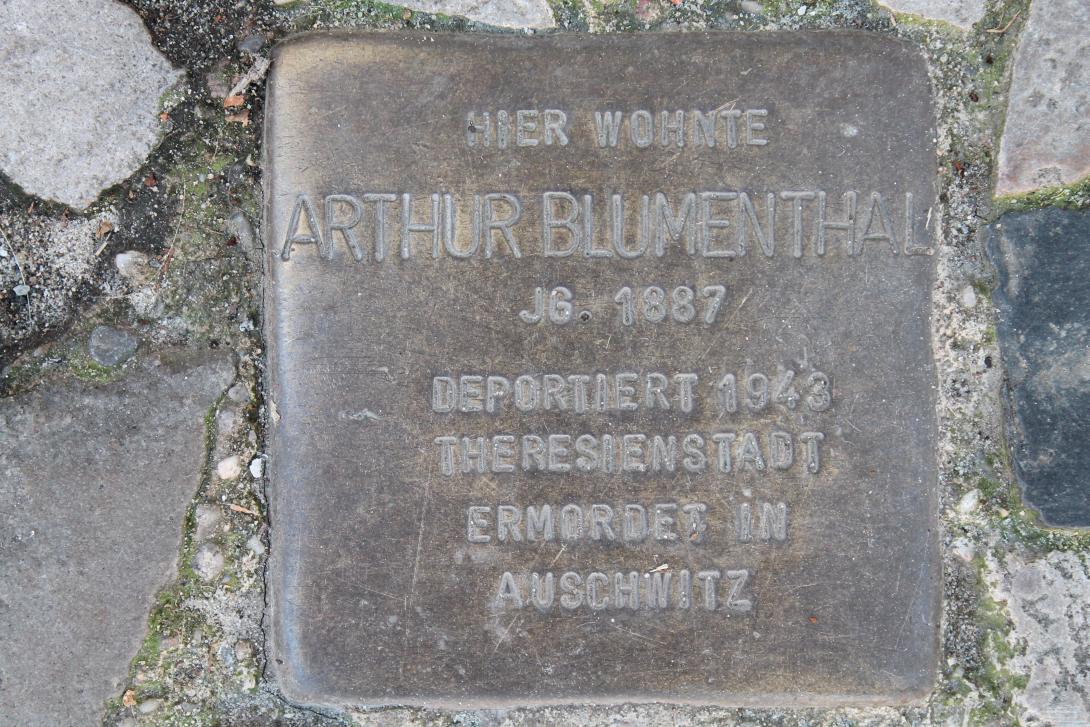 HIER WOHNTE
ARTHUR BLUMENTHAL
JG. 1887
DEPORTIERT 1943
THERESIENSTADT
ERMORDET IN
AUSCHWITZ